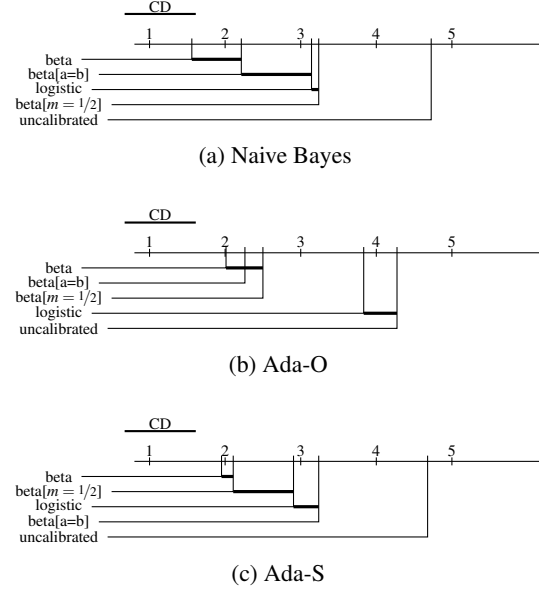 CD
1 2 3 4 5
beta
beta[a=b]
logistic
beta[m = 1/2]
uncalibrated
(a) Naive Bayes
CD
1 2 3 4 5
beta
beta[a=b]
beta[m = 1/2]
logistic
uncalibrated
(b) Ada-O
CD
1 2 3 4 5
beta
beta[m = 1/2]
logistic
beta[a=b]
uncalibrated
(c) Ada-S